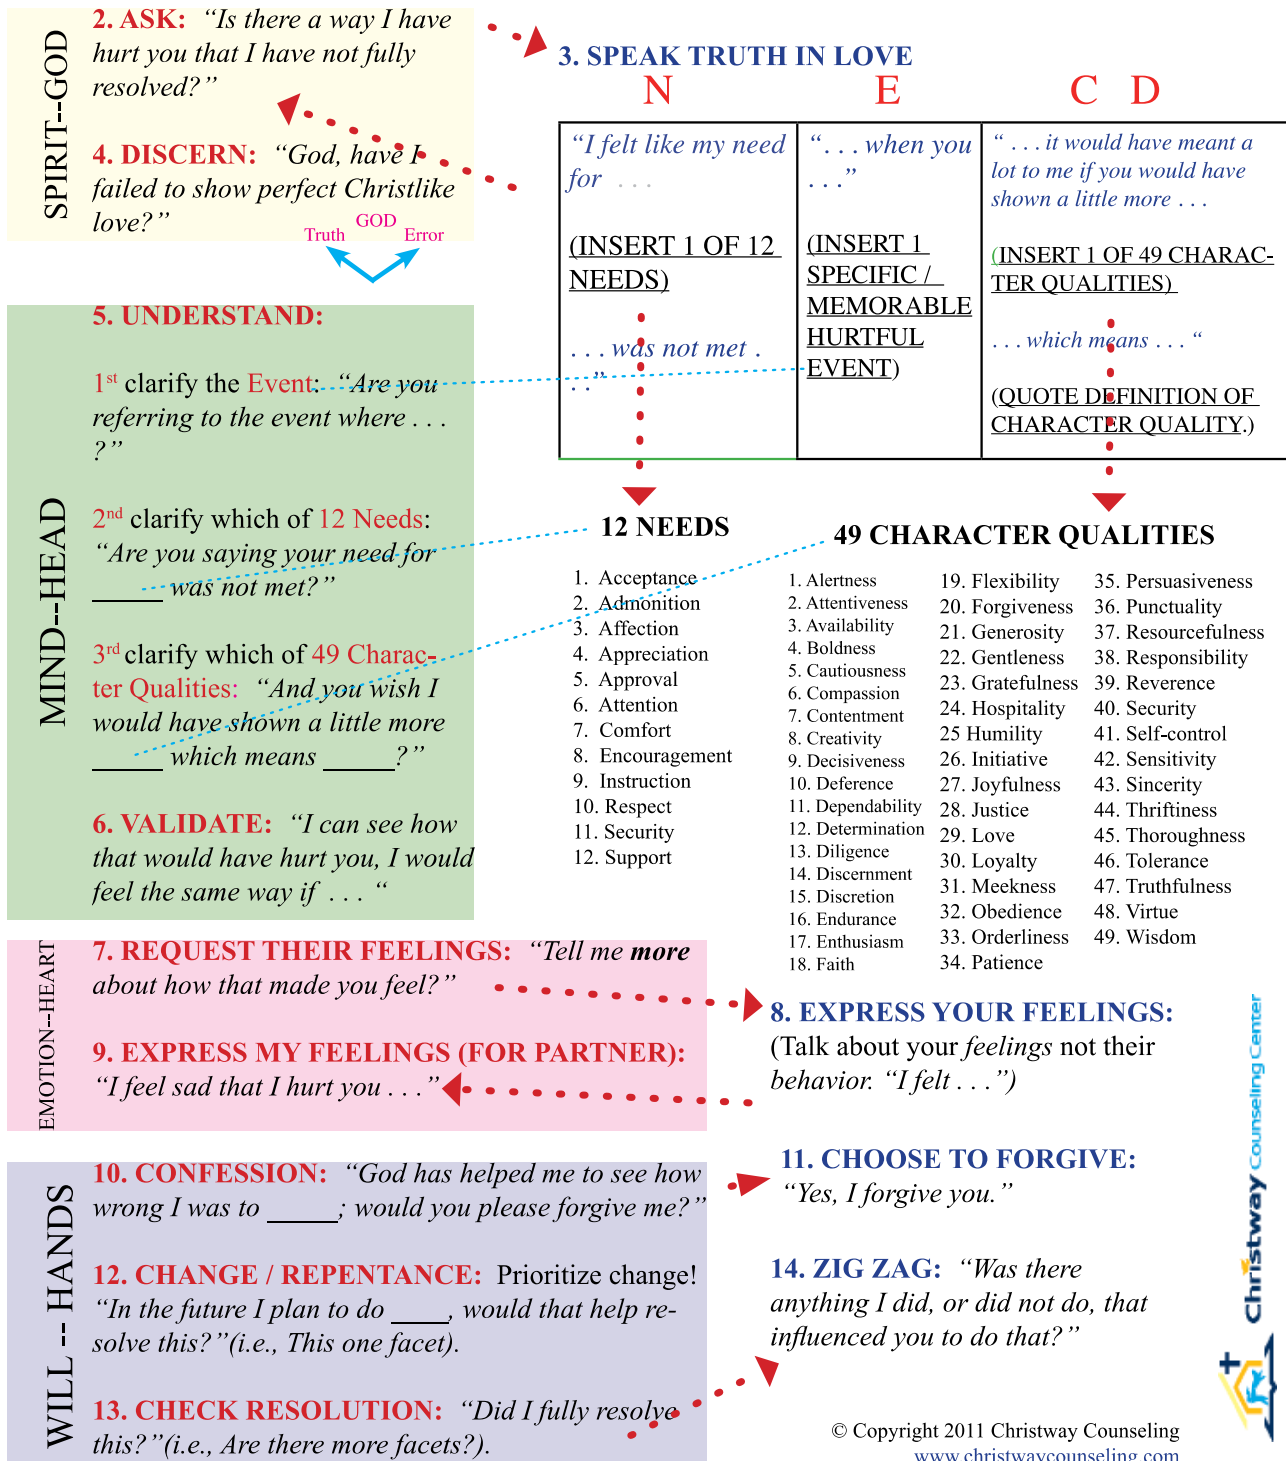 SPIRIT--GOD
2. ASK: “Is there a way I have
hurt you that I have not fully
resolved?”
4. DISCERN: “God, have I
failed to show perfect Christlike
love?”
Truth GOD Error
3. SPEAK TRUTH IN LOVE
N E C D
“I felt like my need
for . . .
(INSERT 1 OF 12
NEEDS)
. . . was not met .
. .”
“. . . when you
. . .”
(INSERT 1
SPECIFIC /
MEMORABLE
HURTFUL
EVENT)
“ . . . it would have meant a
lot to me if you would have
shown a little more . . .
(INSERT 1 OF 49 CHARAC-
TER QUALITIES)
. . . which means . . . “
(QUOTE DEFINITION OF
CHARACTER QUALITY.)
MIND--HEAD
5. UNDERSTAND:
1st clarify the Event: “Are you
referring to the event where . . .
?”
2nd clarify which of 12 Needs:
“Are you saying your need for
_____ was not met?”
3rd clarify which of 49 Charac-
ter Qualities: “And you wish I
would have shown a little more
_____ which means _____?”
6. VALIDATE: “I can see how
that would have hurt you, I would
feel the same way if . . . “
12 NEEDS
1. Acceptance
2. Admonition
3. Affection
4. Appreciation
5. Approval
6. Attention
7. Comfort
8. Encouragement
9. Instruction
10. Respect
11. Security
12. Support
49 CHARACTER QUALITIES
1. Alertness
2. Attentiveness
3. Availability
4. Boldness
5. Cautiousness
6. Compassion
7. Contentment
8. Creativity
9. Decisiveness
10. Deference
11. Dependability
12. Determination
13. Diligence
14. Discernment
15. Discretion
16. Endurance
17. Enthusiasm
18. Faith
19. Flexibility
20. Forgiveness
21. Generosity
22. Gentleness
23. Gratefulness
24. Hospitality
25 Humility
26. Initiative
27. Joyfulness
28. Justice
29. Love
30. Loyalty
31. Meekness
32. Obedience
33. Orderliness
34. Patience
35. Persuasiveness
36. Punctuality
37. Resourcefulness
38. Responsibility
39. Reverence
40. Security
41. Self-control
42. Sensitivity
43. Sincerity
44. Thriftiness
45. Thoroughness
46. Tolerance
47. Truthfulness
48. Virtue
49. Wisdom
EMOTION--HEART
7. REQUEST THEIR FEELINGS: “Tell me more
about how that made you feel?”
9. EXPRESS MY FEELINGS (FOR PARTNER):
“I feel sad that I hurt you . . .”
8. EXPRESS YOUR FEELINGS:
(Talk about your feelings not their
behavior. “I felt . . .”)
WILL -- HANDS
10. CONFESSION: “God has helped me to see how
wrong I was to _____; would you please forgive me?”
12. CHANGE / REPENTANCE: Prioritize change!
“In the future I plan to do ____, would that help re-
solve this?”(i.e., This one facet).
13. CHECK RESOLUTION: “Did I fully resolve
this?”(i.e., Are there more facets?).
11. CHOOSE TO FORGIVE:
“Yes, I forgive you.”
14. ZIG ZAG: “Was there
anything I did, or did not do, that
influenced you to do that?”
Christway Counseling Center
© Copyright 2011 Christway Counseling
www.christwaycounseling.com